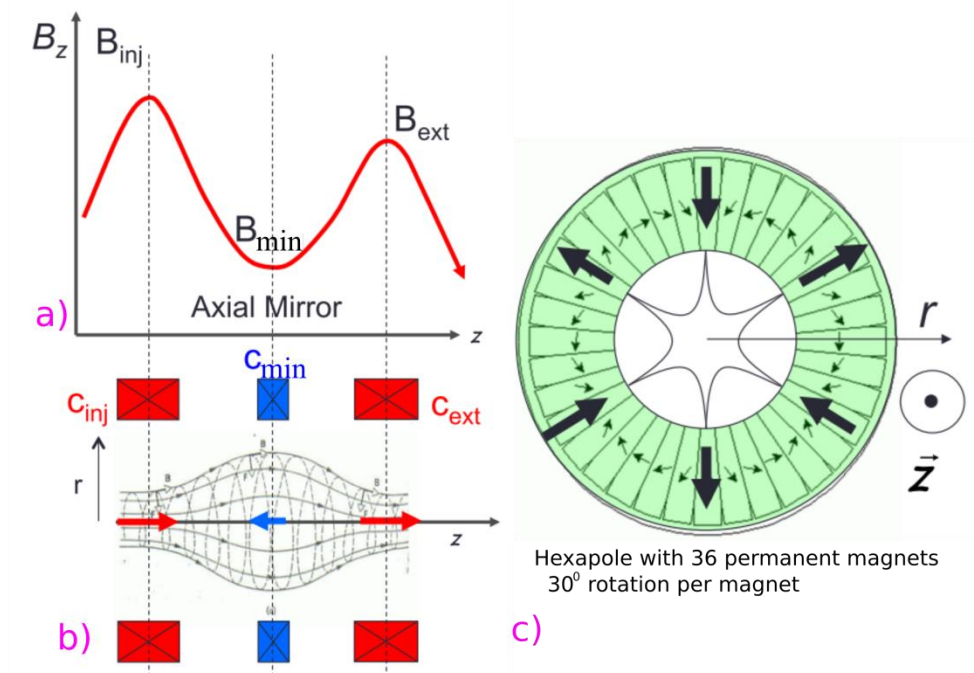 B_z
B_inj
B_ext
B_min
Axial Mirror
z
a)
c_min
c_inj
c_ext
r
z
b)
r
z⃗
Hexapole with 36 permanent magnets
30⁰ rotation per magnet
c)